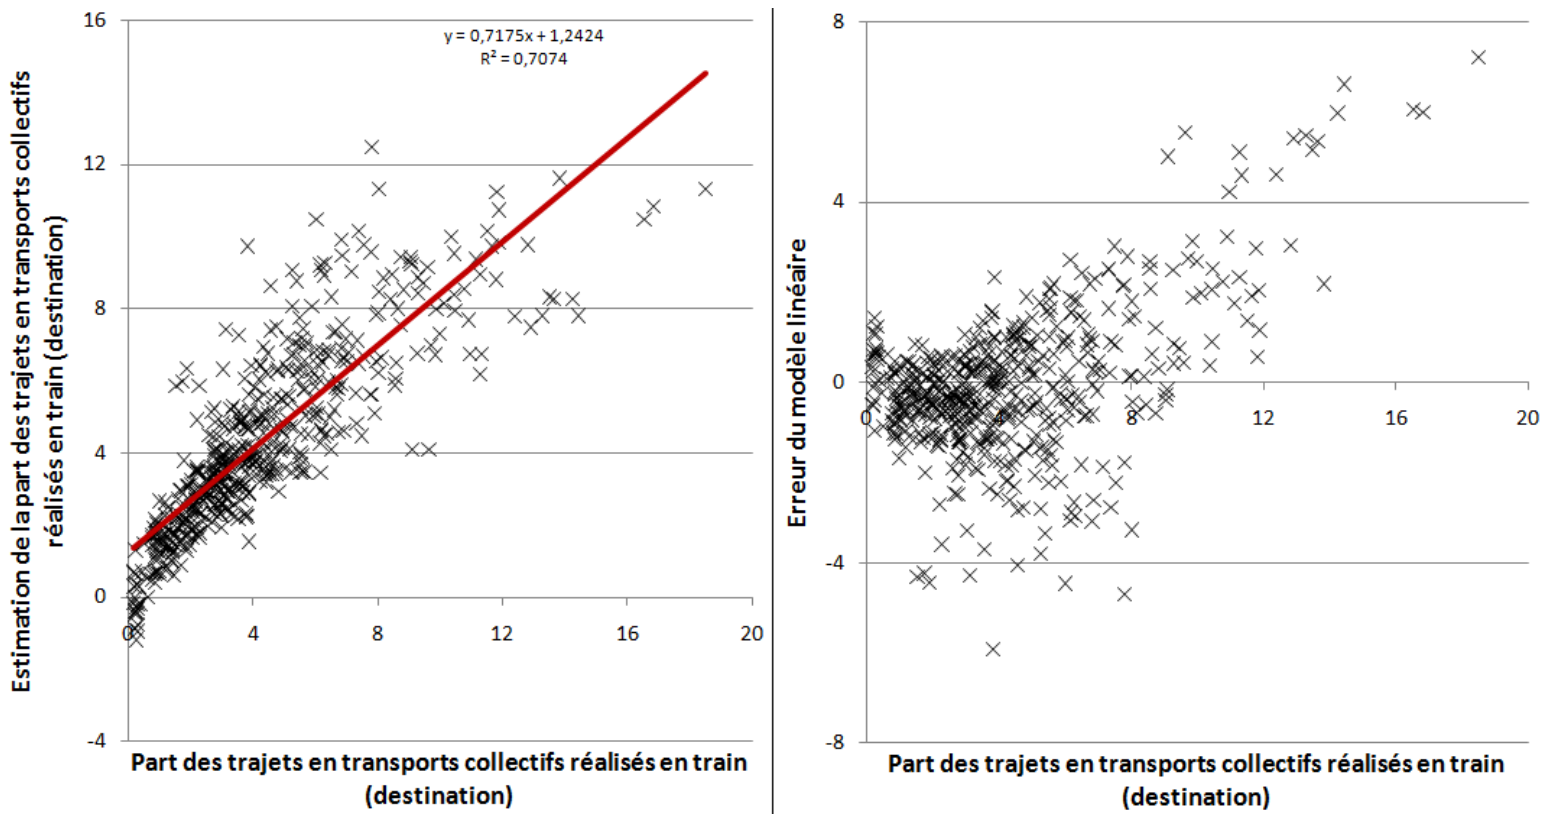 Estimation de la part des trajets en transports collectifs
réalisés en train (destination)
16
12
8
4
0
-4
y = 0,7175x + 1,2424
R² = 0,7074
0
4
8
12
16
20
Part des trajets en transports collectifs réalisés en train
(destination)
Erreur du modèle linéaire
8
4
0
-4
-8
0
4
8
12
16
20
Part des trajets en transports collectifs réalisés en train
(destination)